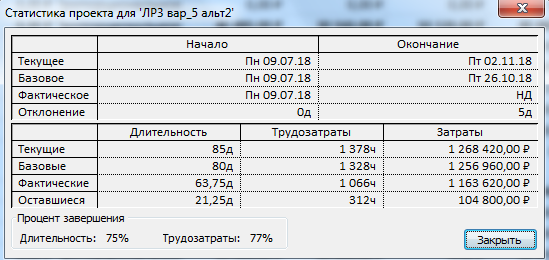 Статистика проекта для 'ЛР3 вар_5 альт2'
Начало Окончание
Текущее Пн 09.07.18 Пт 02.11.18
Базовое Пн 09.07.18 Пт 26.10.18
Фактическое Пн 09.07.18 НД
Отклонение 0д 5д
Длительность Трудозатраты Затраты
Текущие 85д 1 378ч 1 268 420,00 ₽
Базовые 80д 1 328ч 1 256 960,00 ₽
Фактические 63,75д 1 066ч 1 163 620,00 ₽
Оставшиеся 21,25д 312ч 104 800,00 ₽
Процент завершения
Длительность: 75% Трудозатраты: 77%
Закрыть